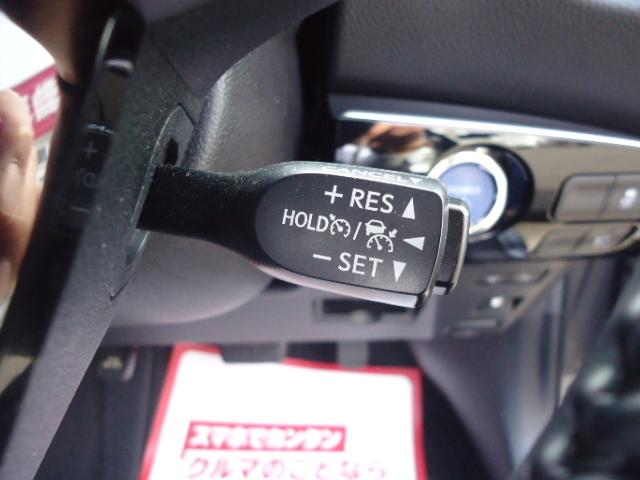 CANCEL
+ RES ▲
HOLD / ◀
− SET ▼
スマホでカンタン
クルマのことなら